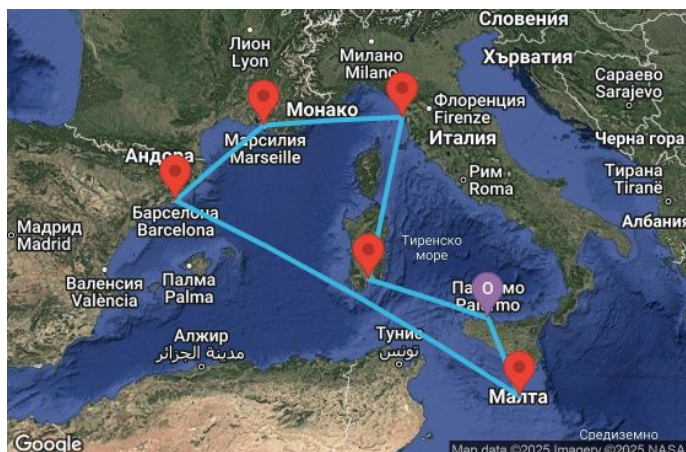 Словения
Лион
Lyon
Милано
Milano
Хърватия
Сараево
Sarajevo
Монако
Флоренция
Firenze
Марсилия
Marseille
Италия
Черна гора
Андора
Рим
Roma
Тирана
Tiranë
Барселона
Barcelona
Албания
Мадрид
Madrid
Тиренско
море
Валенсия
València
Палма
Palma
O
Алжир
مدينة الجزائر
Тунис
تونس
Малта
Средиземно
Google
Map data ©2025 Imagery ©2025 NASA